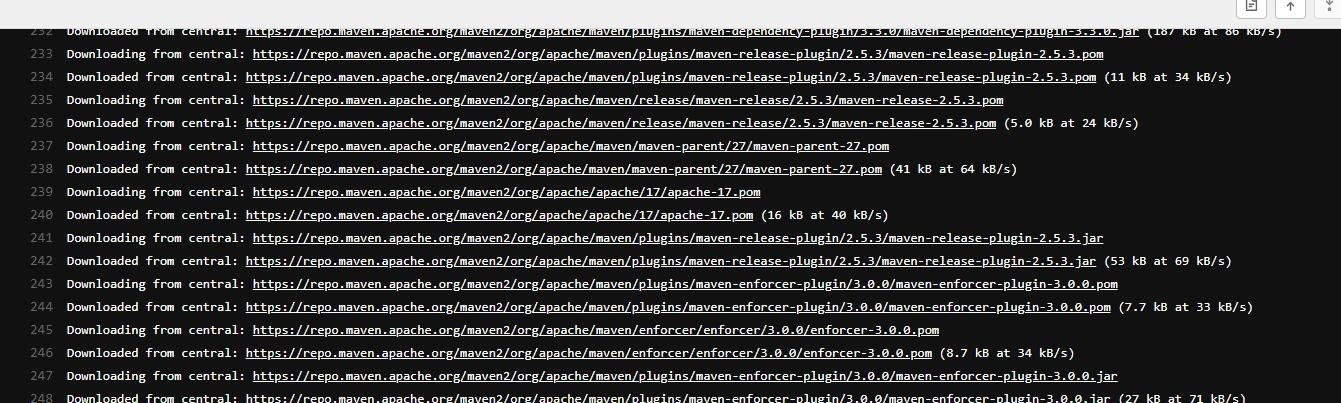 232 Downloaded from central: https://repo.maven.apache.org/maven2/org/apache/maven/plugins/maven-dependency-plugin/3.3.0/maven-dependency-plugin-3.3.0.jar (187 kB at 86 kB/s)
233 Downloading from central: https://repo.maven.apache.org/maven2/org/apache/maven/plugins/maven-release-plugin/2.5.3/maven-release-plugin-2.5.3.pom
234 Downloaded from central: https://repo.maven.apache.org/maven2/org/apache/maven/plugins/maven-release-plugin/2.5.3/maven-release-plugin-2.5.3.pom (11 kB at 34 kB/s)
235 Downloading from central: https://repo.maven.apache.org/maven2/org/apache/maven/release/maven-release/2.5.3/maven-release-2.5.3.pom
236 Downloaded from central: https://repo.maven.apache.org/maven2/org/apache/maven/release/maven-release/2.5.3/maven-release-2.5.3.pom (5.0 kB at 24 kB/s)
237 Downloading from central: https://repo.maven.apache.org/maven2/org/apache/maven/maven-parent/27/maven-parent-27.pom
238 Downloaded from central: https://repo.maven.apache.org/maven2/org/apache/maven/maven-parent/27/maven-parent-27.pom (41 kB at 64 kB/s)
239 Downloading from central: https://repo.maven.apache.org/maven2/org/apache/apache/17/apache-17.pom
240 Downloaded from central: https://repo.maven.apache.org/maven2/org/apache/apache/17/apache-17.pom (16 kB at 40 kB/s)
241 Downloading from central: https://repo.maven.apache.org/maven2/org/apache/maven/plugins/maven-release-plugin/2.5.3/maven-release-plugin-2.5.3.jar
242 Downloaded from central: https://repo.maven.apache.org/maven2/org/apache/maven/plugins/maven-release-plugin/2.5.3/maven-release-plugin-2.5.3.jar (53 kB at 69 kB/s)
243 Downloading from central: https://repo.maven.apache.org/maven2/org/apache/maven/plugins/maven-enforcer-plugin/3.0.0/maven-enforcer-plugin-3.0.0.pom
244 Downloaded from central: https://repo.maven.apache.org/maven2/org/apache/maven/plugins/maven-enforcer-plugin/3.0.0/maven-enforcer-plugin-3.0.0.pom (7.7 kB at 33 kB/s)
245 Downloading from central: https://repo.maven.apache.org/maven2/org/apache/maven/enforcer/enforcer/3.0.0/enforcer-3.0.0.pom
246 Downloaded from central: https://repo.maven.apache.org/maven2/org/apache/maven/enforcer/enforcer/3.0.0/enforcer-3.0.0.pom (8.7 kB at 34 kB/s)
247 Downloading from central: https://repo.maven.apache.org/maven2/org/apache/maven/plugins/maven-enforcer-plugin/3.0.0/maven-enforcer-plugin-3.0.0.jar
248 Downloaded from central: https://repo.maven.apache.org/maven2/org/apache/maven/plugins/maven-enforcer-plugin/3.0.0/maven-enforcer-plugin-3.0.0.jar (27 kB at 71 kB/s)